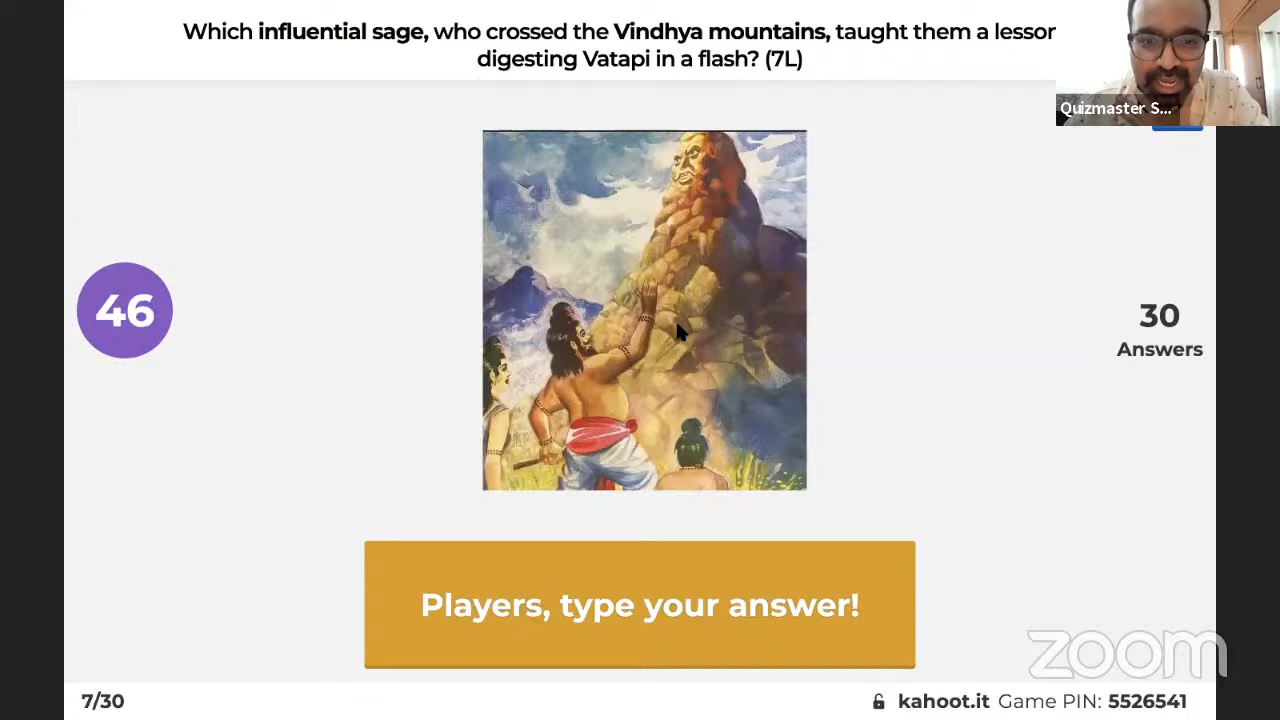 Which influential sage, who crossed the Vindhya mountains, taught them a lesson
digesting Vatapi in a flash? (7L)
Quizmaster S...
46
30
Answers
Players, type your answer!
zoom
7/30
kahoot.it Game PIN: 5526541